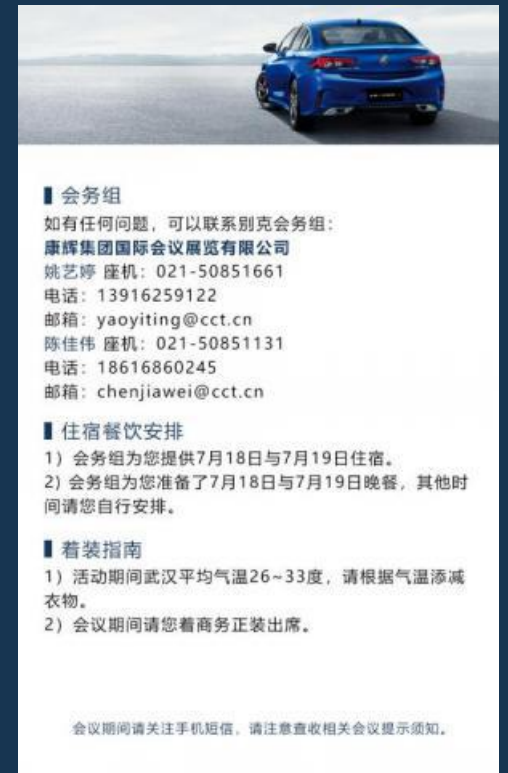 会务组
如有任何问题，可以联系别克会务组：
康辉集团国际会议展览有限公司
姚艺婷 座机：021-50851661
电话：13916259122
邮箱：yaoyiting@cct.cn
陈佳伟 座机：021-50851131
电话：18616860245
邮箱：chenjiawei@cct.cn
住宿餐饮安排
1）会务组为您提供7月18日与7月19日住宿。
2) 会务组为您准备了7月18日与7月19日晚餐，其他时
间请您自行安排。
着装指南
1）活动期间武汉平均气温26~33度，请根据气温添减
衣物。
2）会议期间请您着商务正装出席。
会议期间请关注手机短信，请注意查收相关会议提示须知。